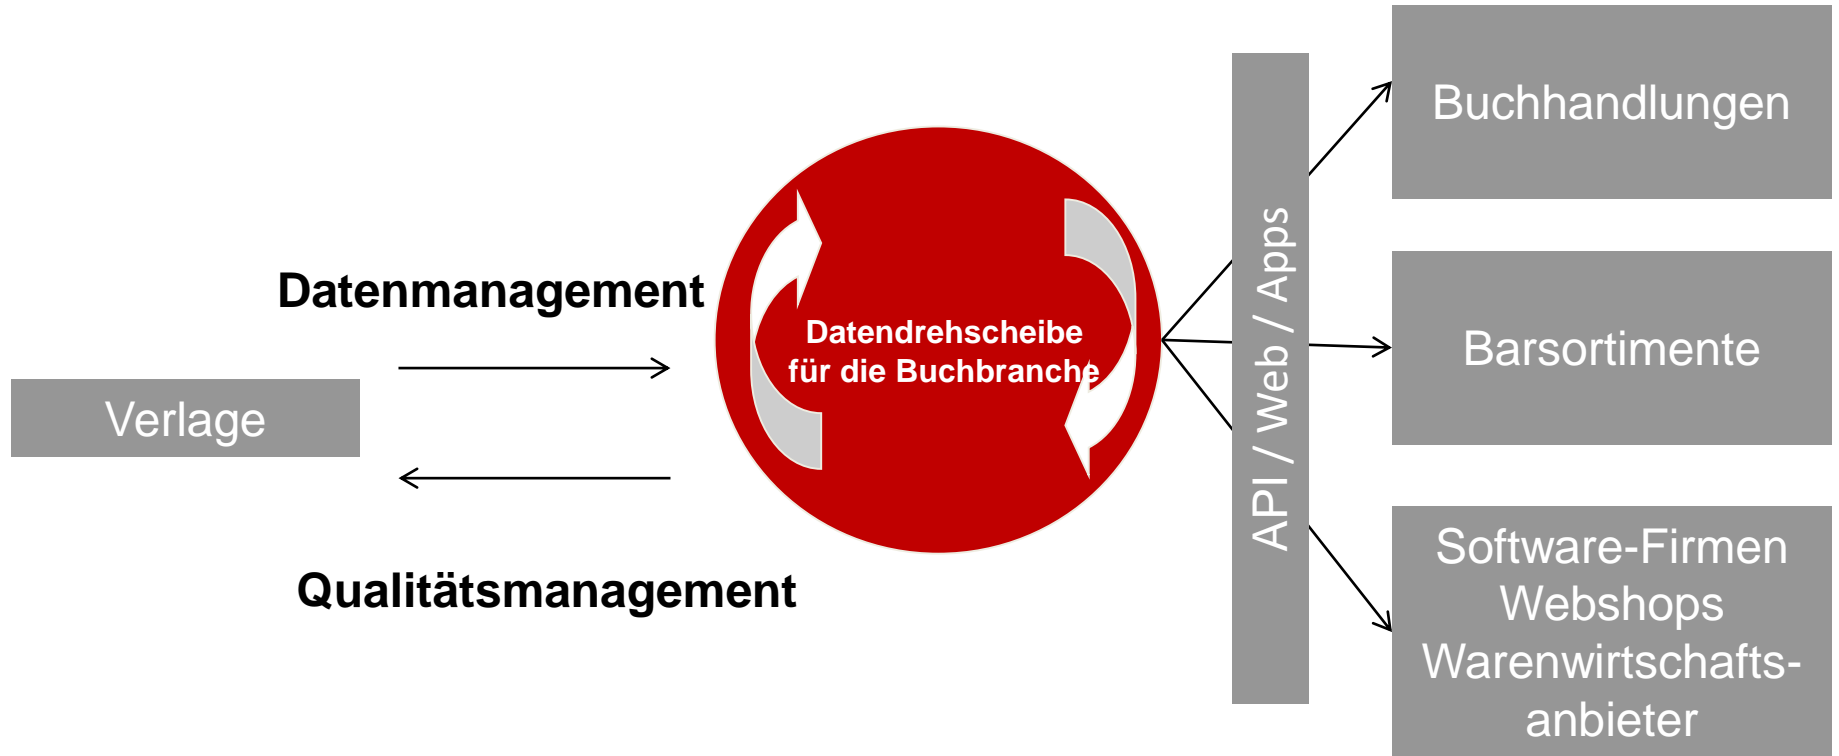 Datenmanagement
Verlage
Qualitätsmanagement
Datendrehscheibe
für die Buchbranche
API / Web / Apps
Buchhandlungen
Barsortimente
Software-Firmen
Webshops
Warenwirtschafts-
anbieter